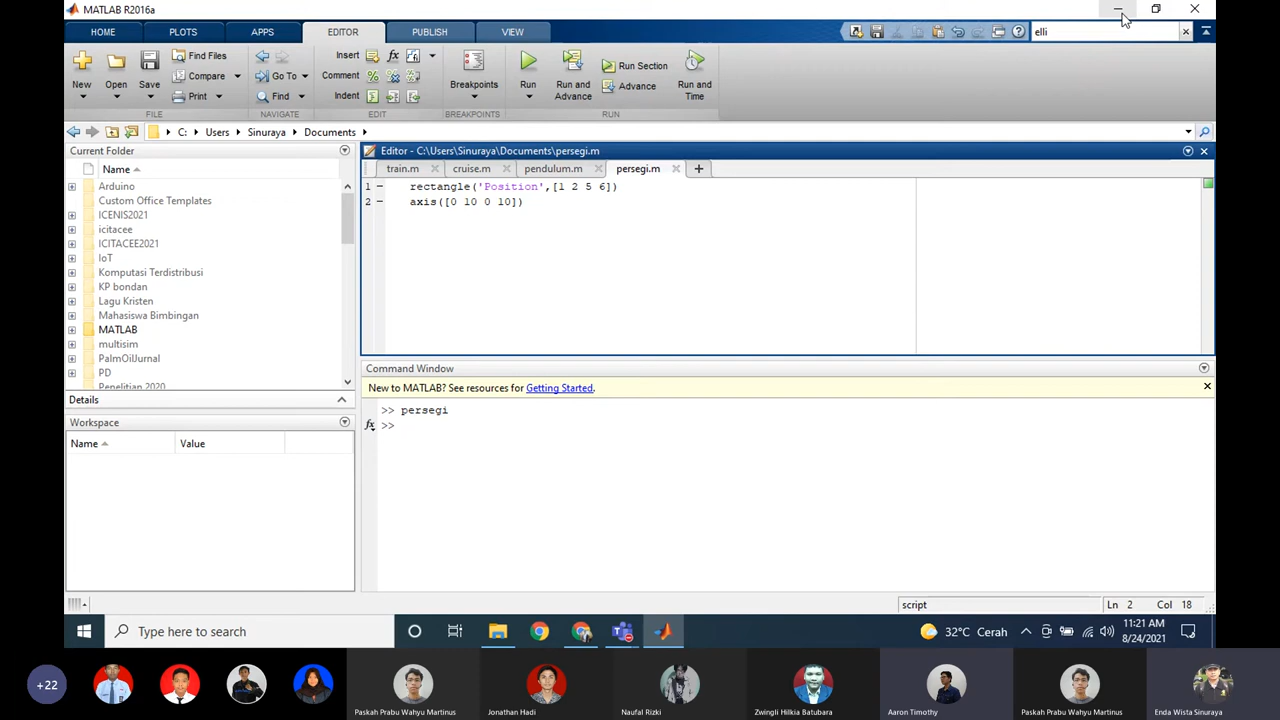 MATLAB R2016a
HOME PLOTS APPS EDITOR PUBLISH VIEW
elli
New Open Save
Find Files
Compare
Print
FILE
Go To
Find
NAVIGATE
Insert
Comment
Indent
EDIT
Breakpoints
BREAKPOINTS
Run
Run and Advance
Run Section
Advance
Run and Time
RUN
C: Users Sinuraya Documents
Current Folder
Name
Arduino
Custom Office Templates
ICENIS2021
icitacee
ICITACEE2021
IoT
Komputasi Terdistribusi
KP bondan
Lagu Kristen
Mahasiswa Bimbingan
MATLAB
multisim
PalmOilJurnal
PD
Penelitian 2020
Details
Workspace
Name Value
Editor - C:\Users\Sinuraya\Documents\persegi.m
train.m cruise.m pendulum.m persegi.m
1 rectangle('Position',[1 2 5 6])
2 axis([0 10 0 10])
Command Window
New to MATLAB? See resources for Getting Started.
>> persegi
fx >>
script Ln 2 Col 18
Type here to search
32°C Cerah
11:21 AM
8/24/2021
+22
Paskah Prabu Wahyu Martinus
Jonathan Hadi
Naufal Rizki
Zwingli Hilkia Batubara
Aaron Timothy
Paskah Prabu Wahyu Martinus
Enda Wista Sinuraya